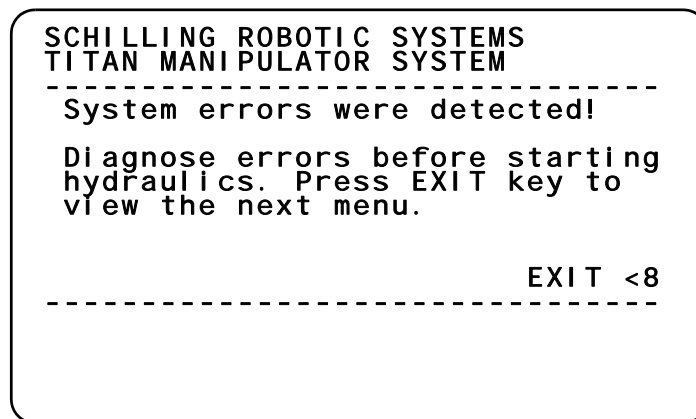 SCHILLING ROBOTIC SYSTEMS
TITAN MANIPULATOR SYSTEM
----------------------------------
System errors were detected!
Diagnose errors before starting
hydraulics. Press EXIT key to
view the next menu.
EXIT <8
----------------------------------